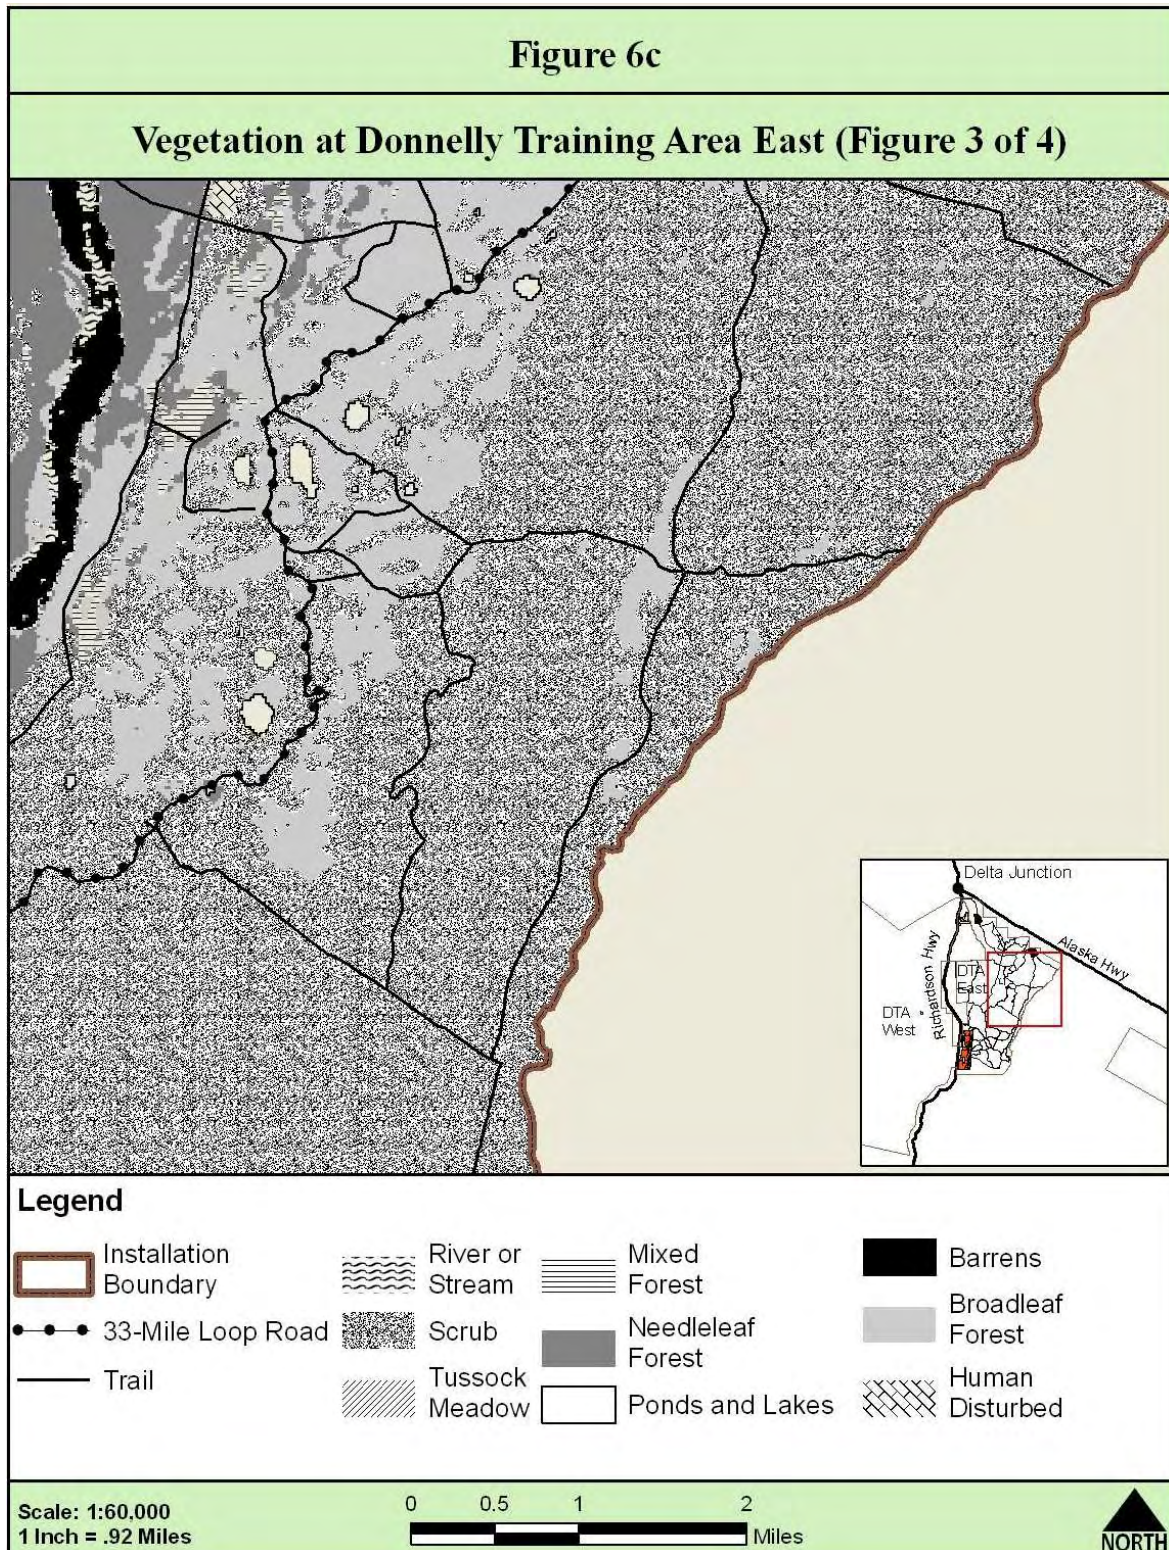 Figure 6c
Vegetation at Donnelly Training Area East (Figure 3 of 4)
Delta Junction
Richardson Hwy
Alaska Hwy
DTA
East
DTA
West
Legend
Installation
Boundary
33-Mile Loop Road
Trail
River or
Stream
Scrub
Tussock
Meadow
Mixed
Forest
Needleleaf
Forest
Ponds and Lakes
Barrens
Broadleaf
Forest
Human
Disturbed
Scale: 1:60,000
1 Inch = .92 Miles
0 0.5 1 2
Miles
NORTH